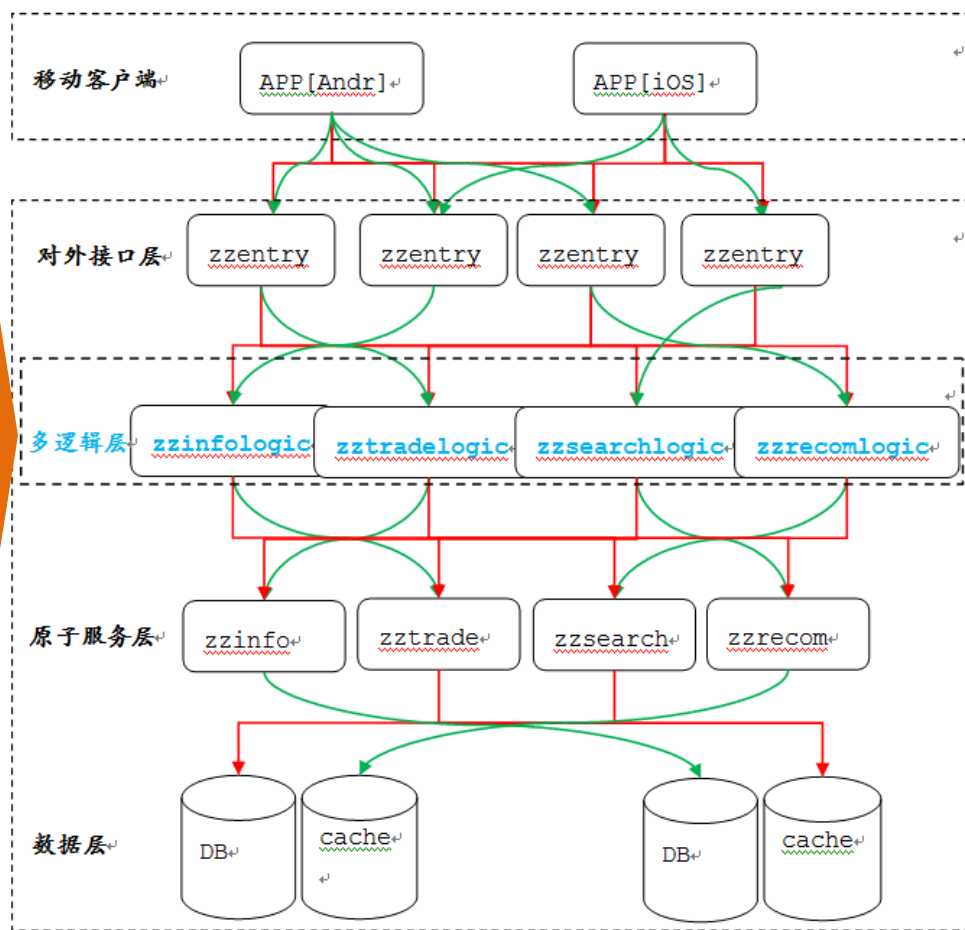 移动客户端
APP[Andr]
APP[iOS]
对外接口层
zzentry
zzentry
zzentry
zzentry
多逻辑层
zzinfologic
zztradelogic
zzsearchlogic
zzrecomlogic
原子服务层
zzinfo
zztrade
zzsearch
zzrecom
数据层
DB
cache
DB
cache